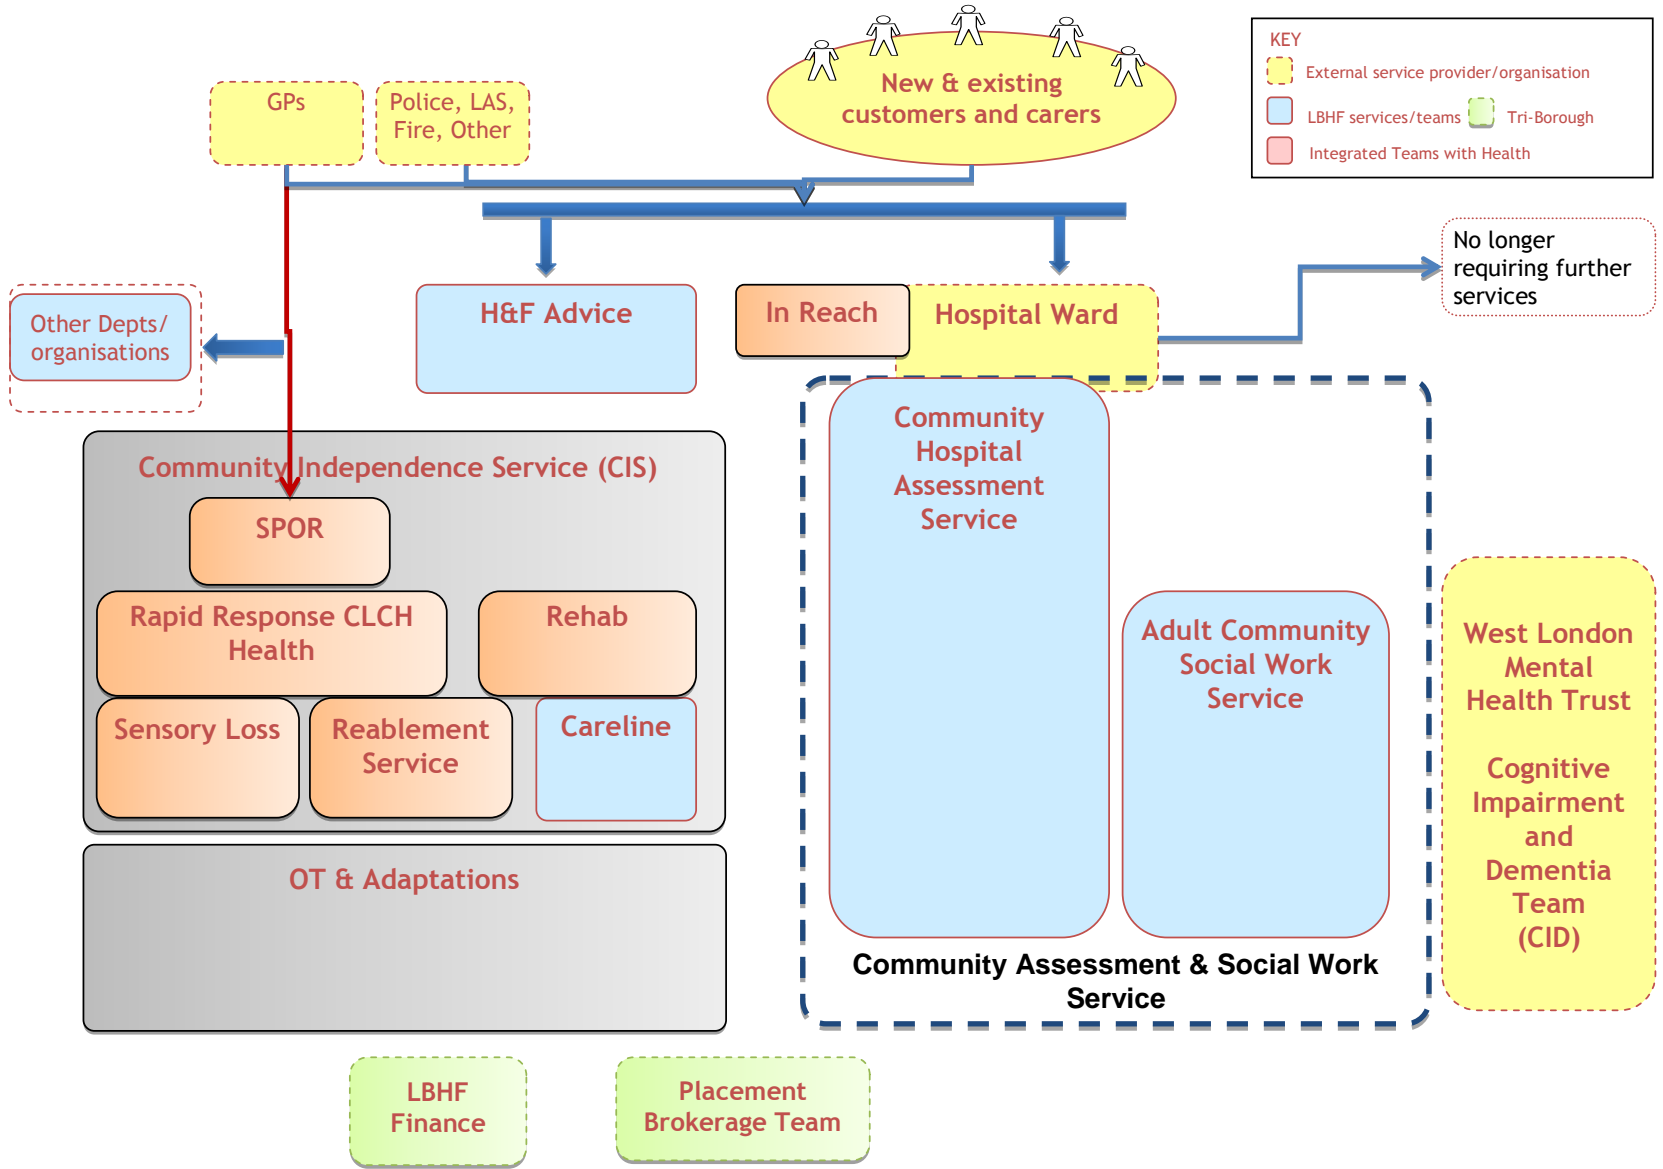 New & existing
customers and carers
KEY
External service provider/organisation
LBHF services/teams
Tri-Borough
Integrated Teams with Health
GPs
Police, LAS,
Fire, Other
No longer
requiring further
services
Other Depts/
organisations
H&F Advice
In Reach
Hospital Ward
Community Independence Service (CIS)
SPOR
Rapid Response CLCH
Health
Rehab
Sensory Loss
Reablement
Service
Careline
OT & Adaptations
Community
Hospital
Assessment
Service
Adult Community
Social Work
Service
Community Assessment & Social Work
Service
West London
Mental
Health Trust
Cognitive
Impairment
and
Dementia
Team
(CID)
LBHF
Finance
Placement
Brokerage Team